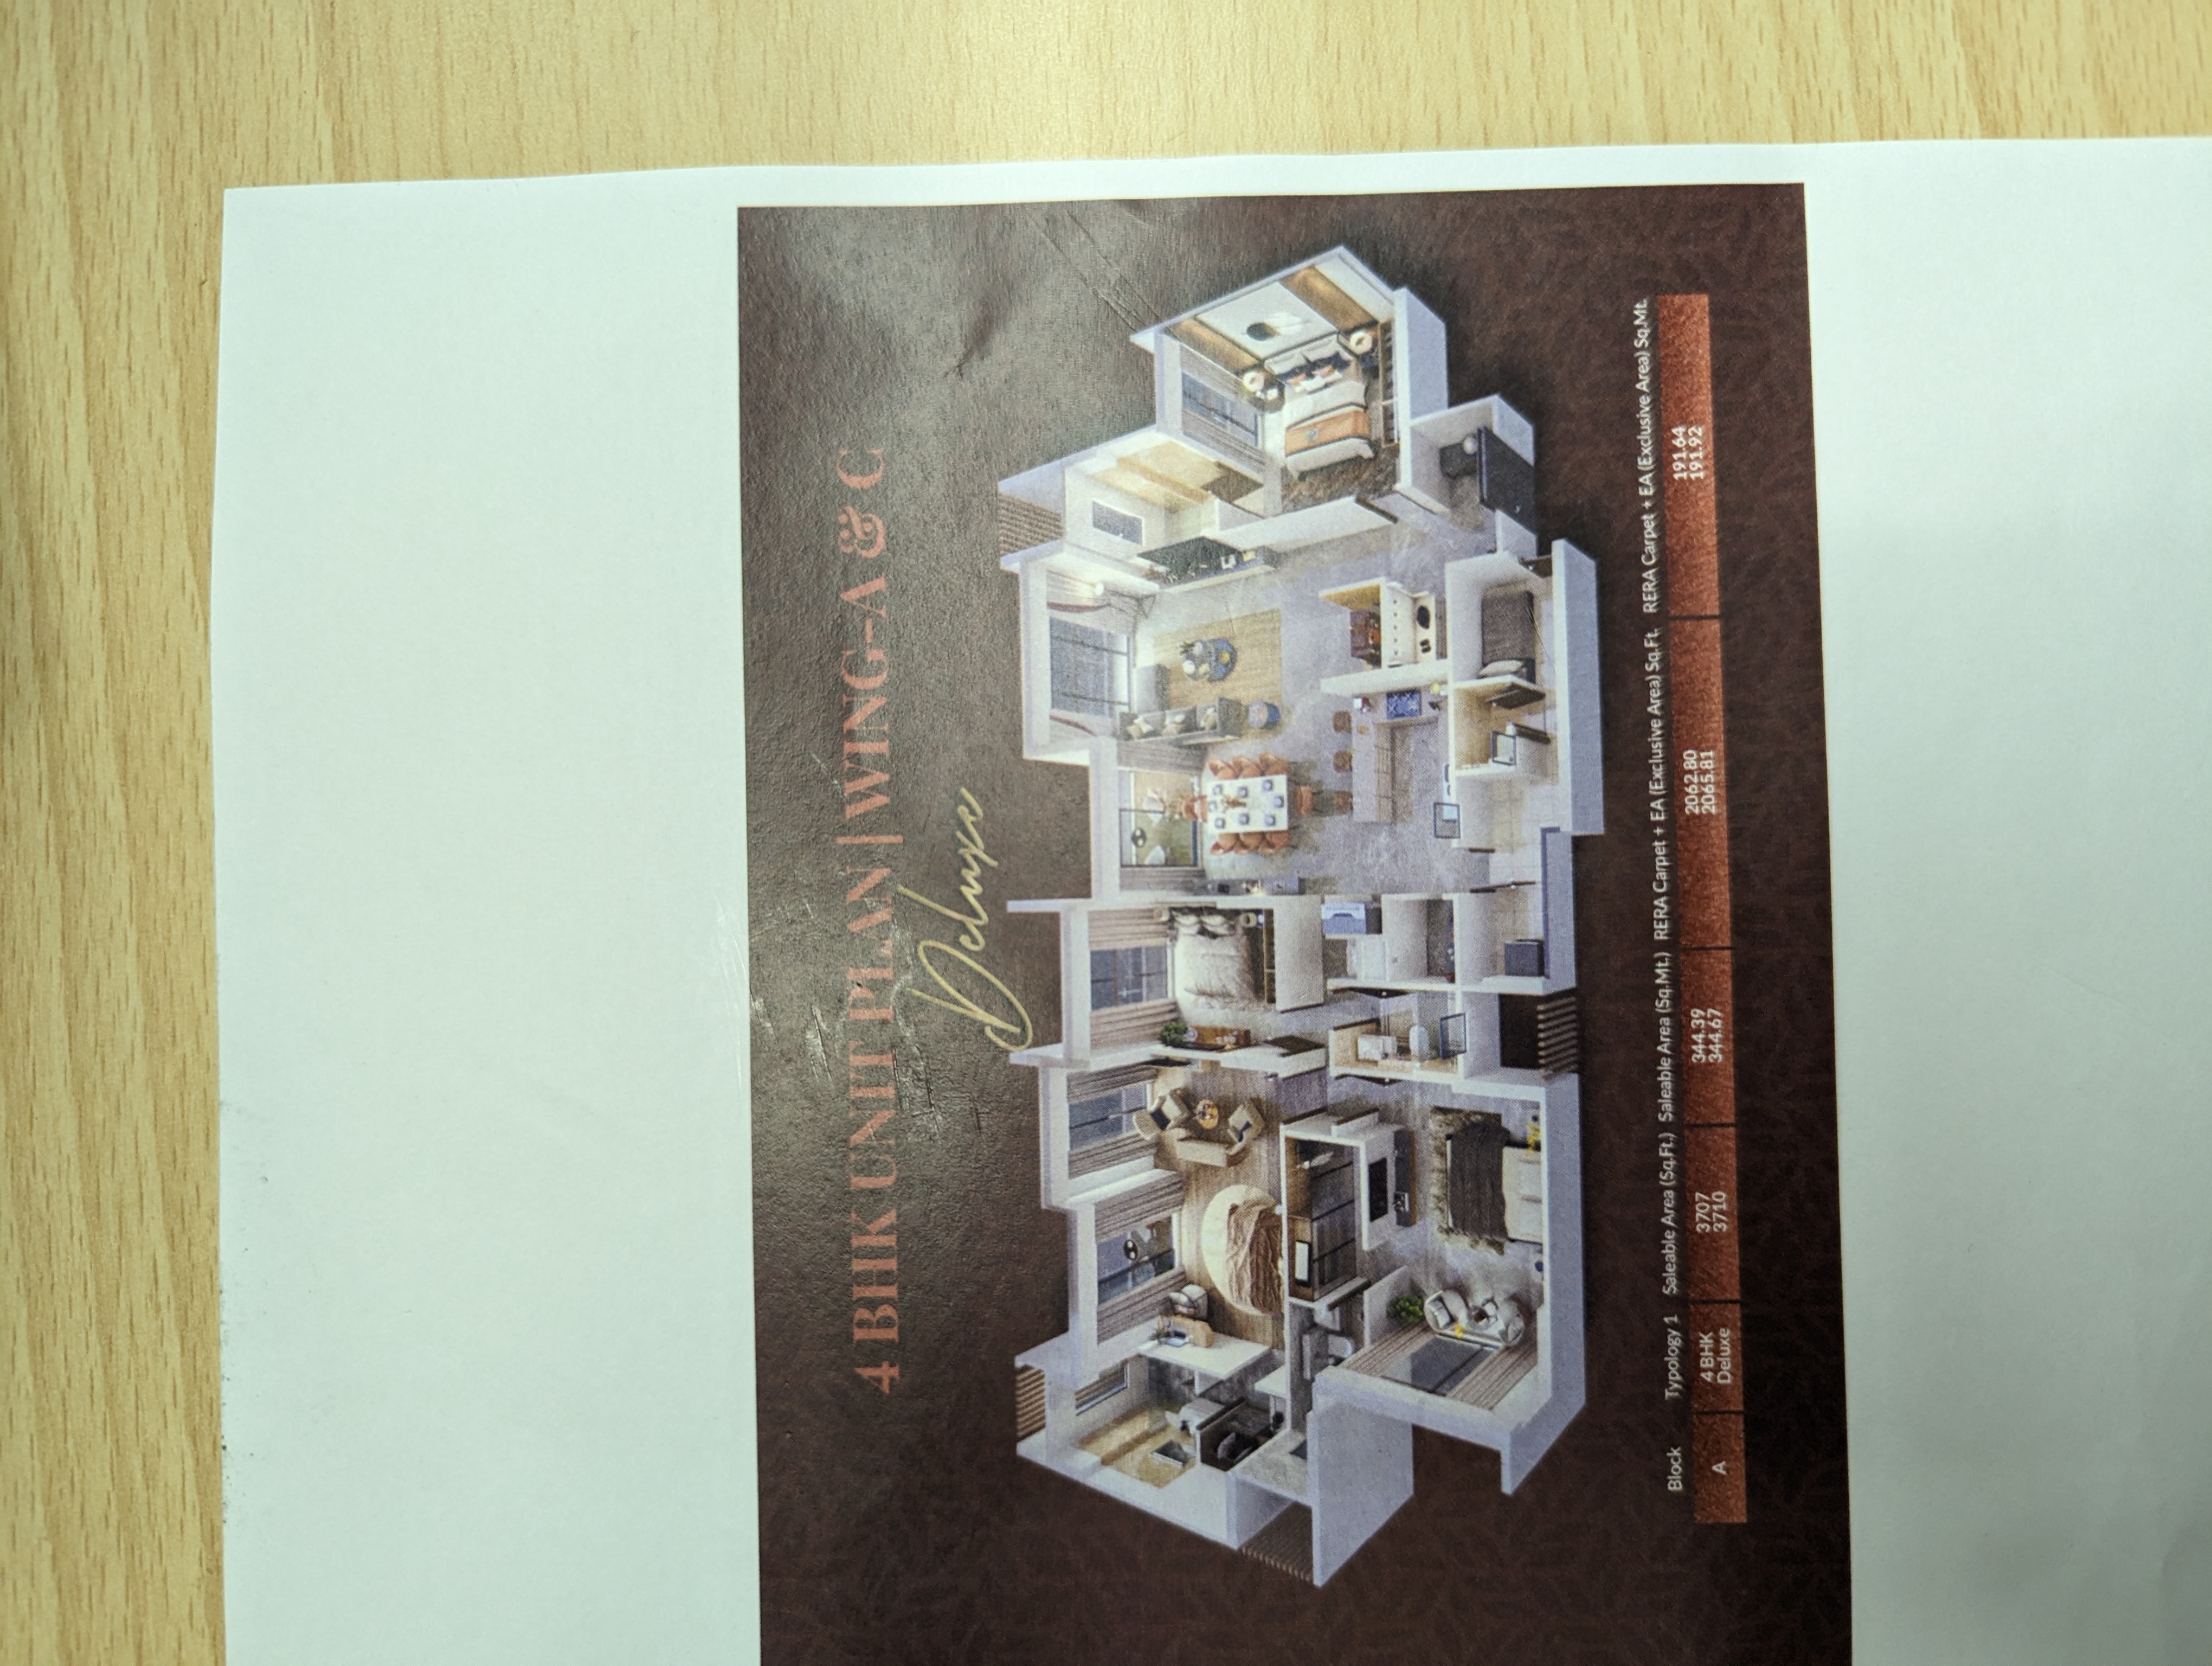 4 BHK UNIT PLAN | WING-A & C
Deluxe
Block Typology 1 Saleable Area (Sq.Ft.) Saleable Area (Sq.Mt.) RERA Carpet + EA (Exclusive Area) Sq.Ft. RERA Carpet + EA (Exclusive Area) Sq.Mt.
A 4 BHK 3707 344.39 2062.80 191.64
Deluxe 3710 344.67 2065.81 191.92